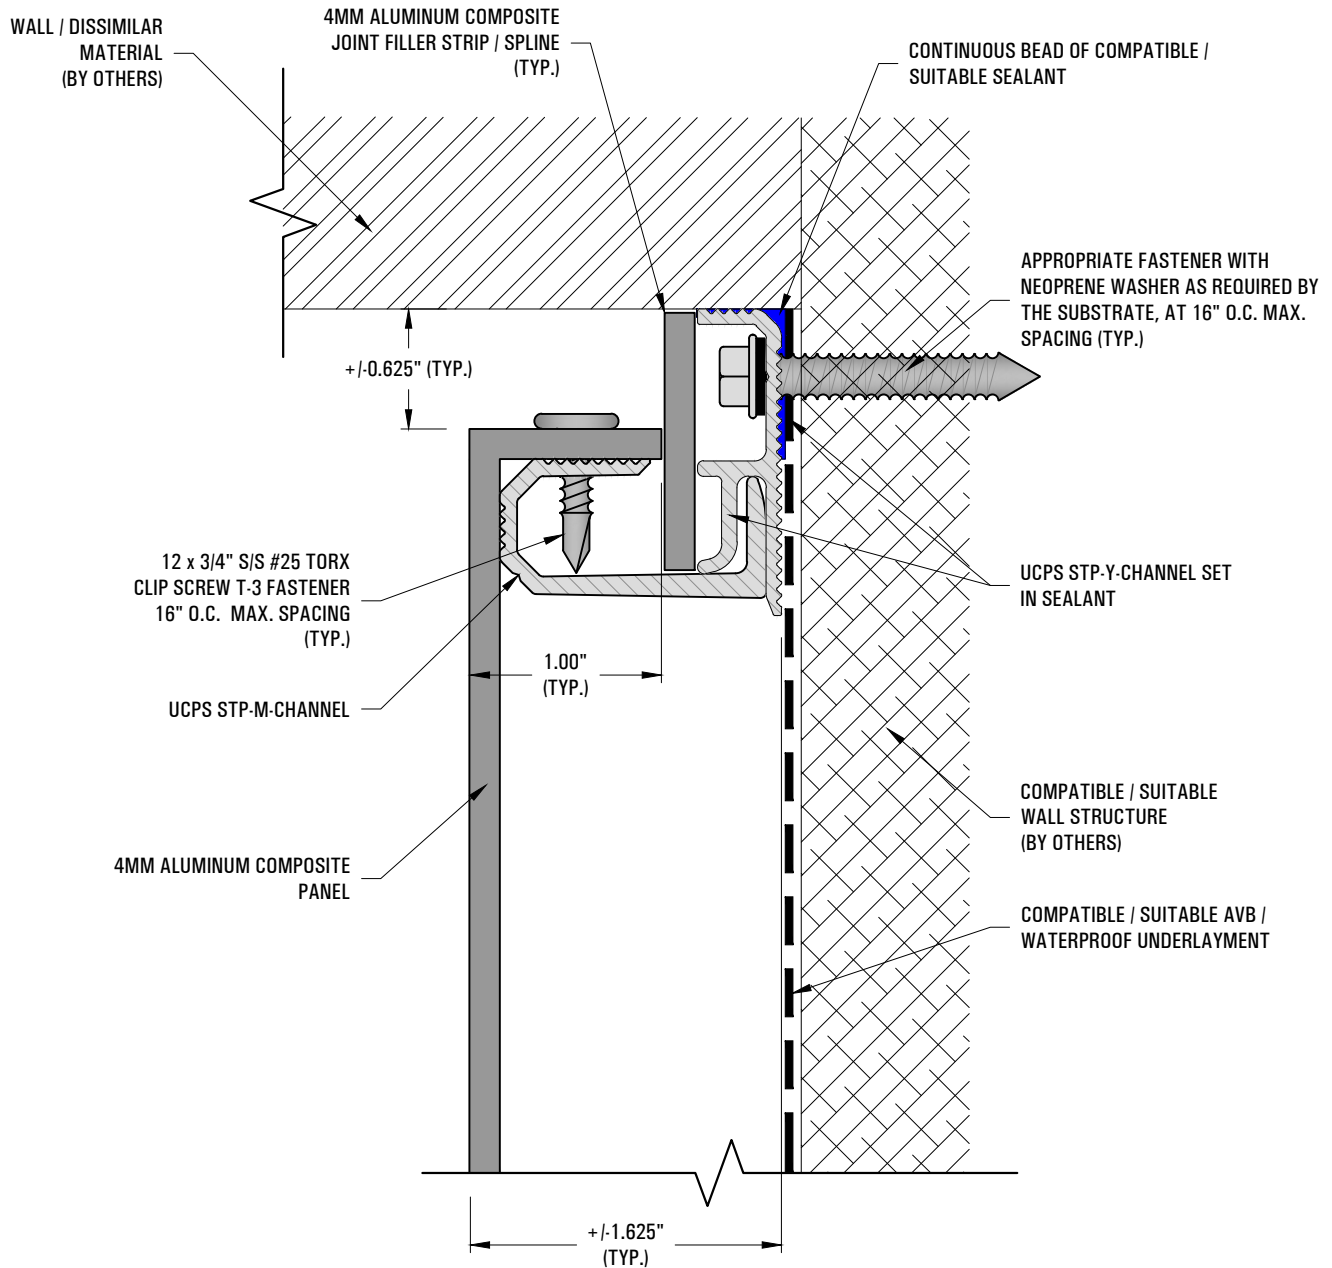 WALL / DISSIMILAR
MATERIAL
(BY OTHERS)
4MM ALUMINUM COMPOSITE
JOINT FILLER STRIP / SPLINE
(TYP.)
CONTINUOUS BEAD OF COMPATIBLE /
SUITABLE SEALANT
APPROPRIATE FASTENER WITH
NEOPRENE WASHER AS REQUIRED BY
THE SUBSTRATE, AT 16" O.C. MAX.
SPACING (TYP.)
+/-0.625" (TYP.)
12 x 3/4" S/S #25 TORX
CLIP SCREW T-3 FASTENER
16" O.C. MAX. SPACING
(TYP.)
UCPS STP-Y-CHANNEL SET
IN SEALANT
1.00"
(TYP.)
UCPS STP-M-CHANNEL
COMPATIBLE / SUITABLE
WALL STRUCTURE
(BY OTHERS)
4MM ALUMINUM COMPOSITE
PANEL
COMPATIBLE / SUITABLE AVB /
WATERPROOF UNDERLAYMENT
+/-1.625"
(TYP.)